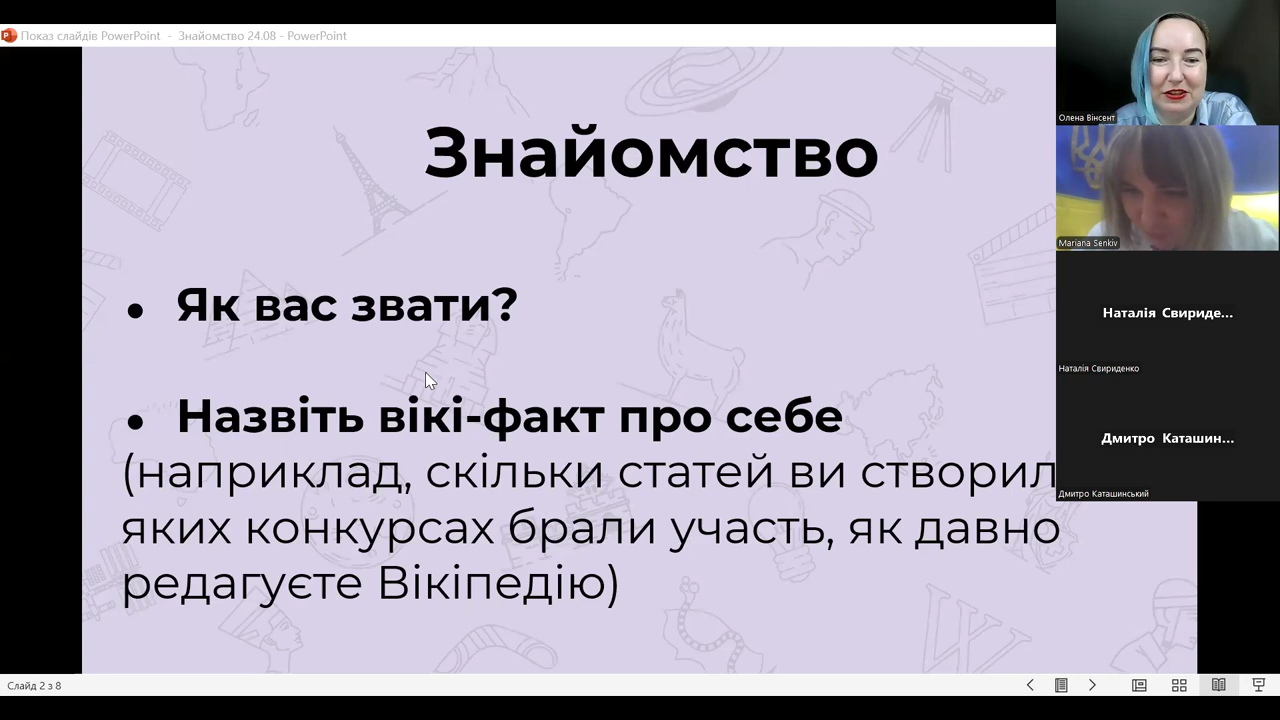 Показ слайдів PowerPoint - Знайомство 24.08 - PowerPoint
Знайомство
• Як вас звати?
• Назвіть вікі-факт про себе
(наприклад, скільки статей ви створил
яких конкурсах брали участь, як давно
редагуєте Вікіпедію)
Олена Вінсент
Mariana Senkiv
Наталія Свириде...
Наталія Свириденко
Дмитро Каташин...
Дмитро Каташинський
Слайд 2 з 8